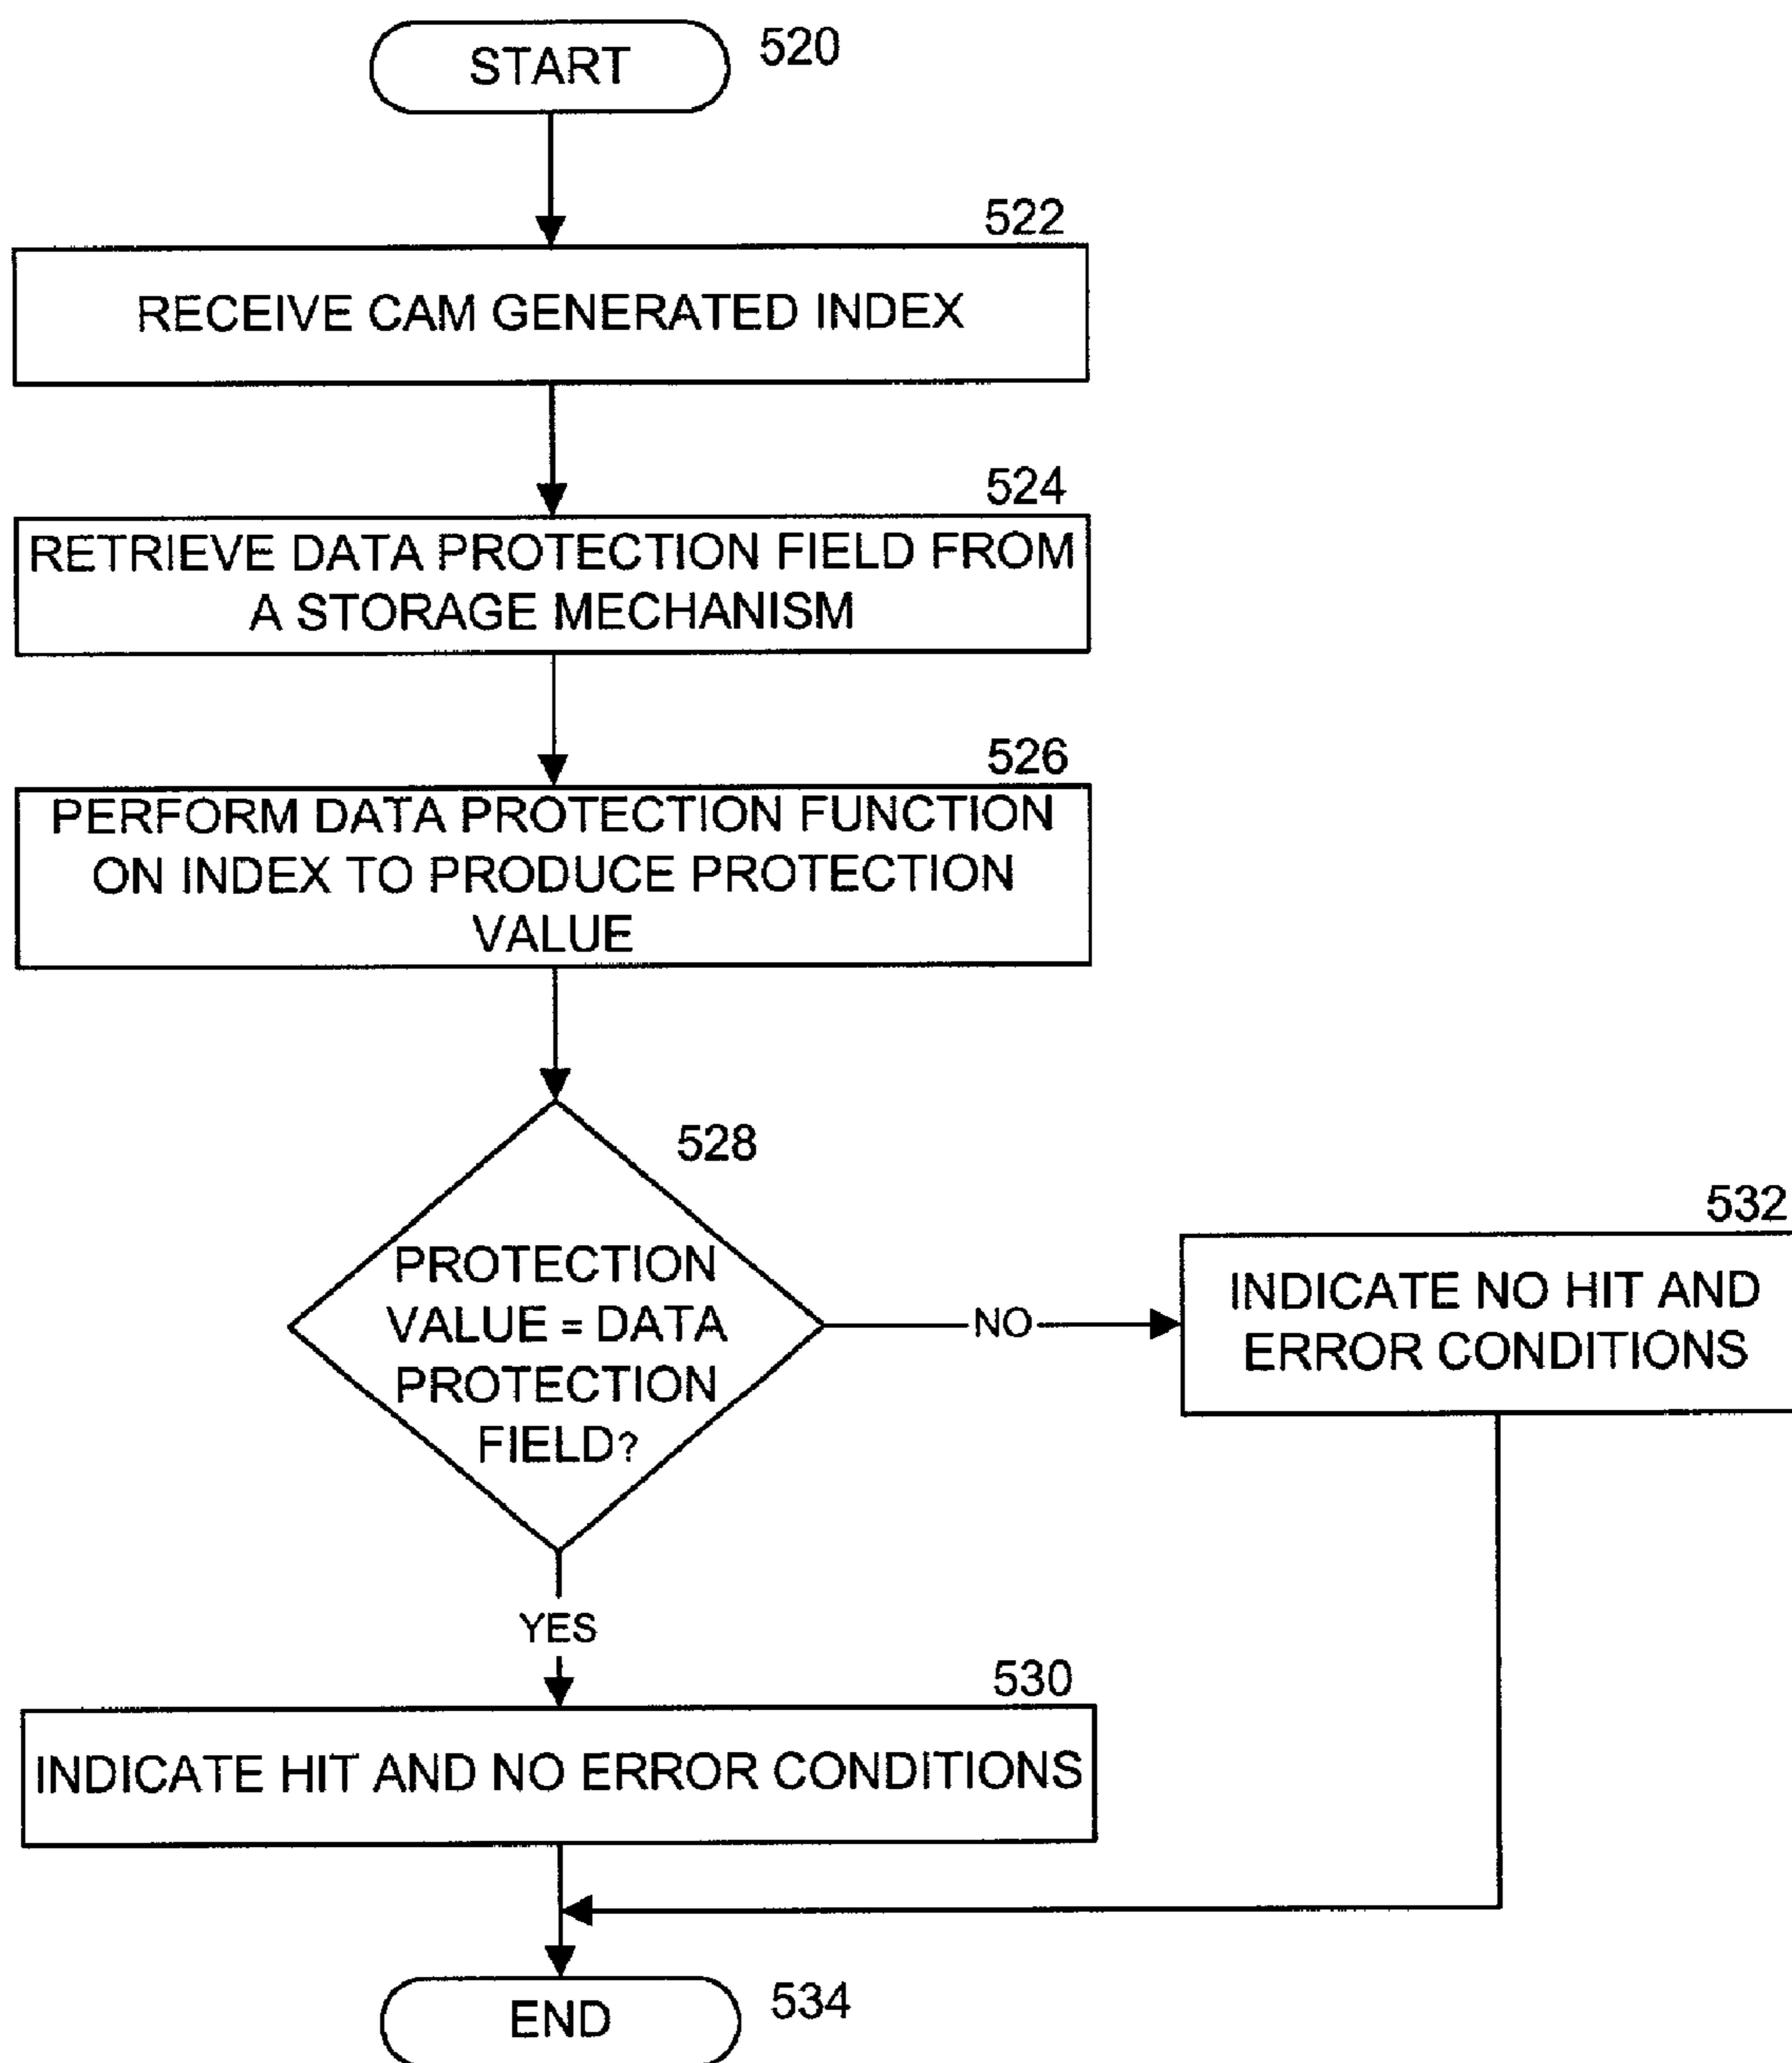 START
520
522
RECEIVE CAM GENERATED INDEX
524
RETRIEVE DATA PROTECTION FIELD FROM
A STORAGE MECHANISM
526
PERFORM DATA PROTECTION FUNCTION
ON INDEX TO PRODUCE PROTECTION
VALUE
528
PROTECTION
VALUE = DATA
PROTECTION
FIELD?
NO
532
INDICATE NO HIT AND
ERROR CONDITIONS
YES
530
INDICATE HIT AND NO ERROR CONDITIONS
END
534